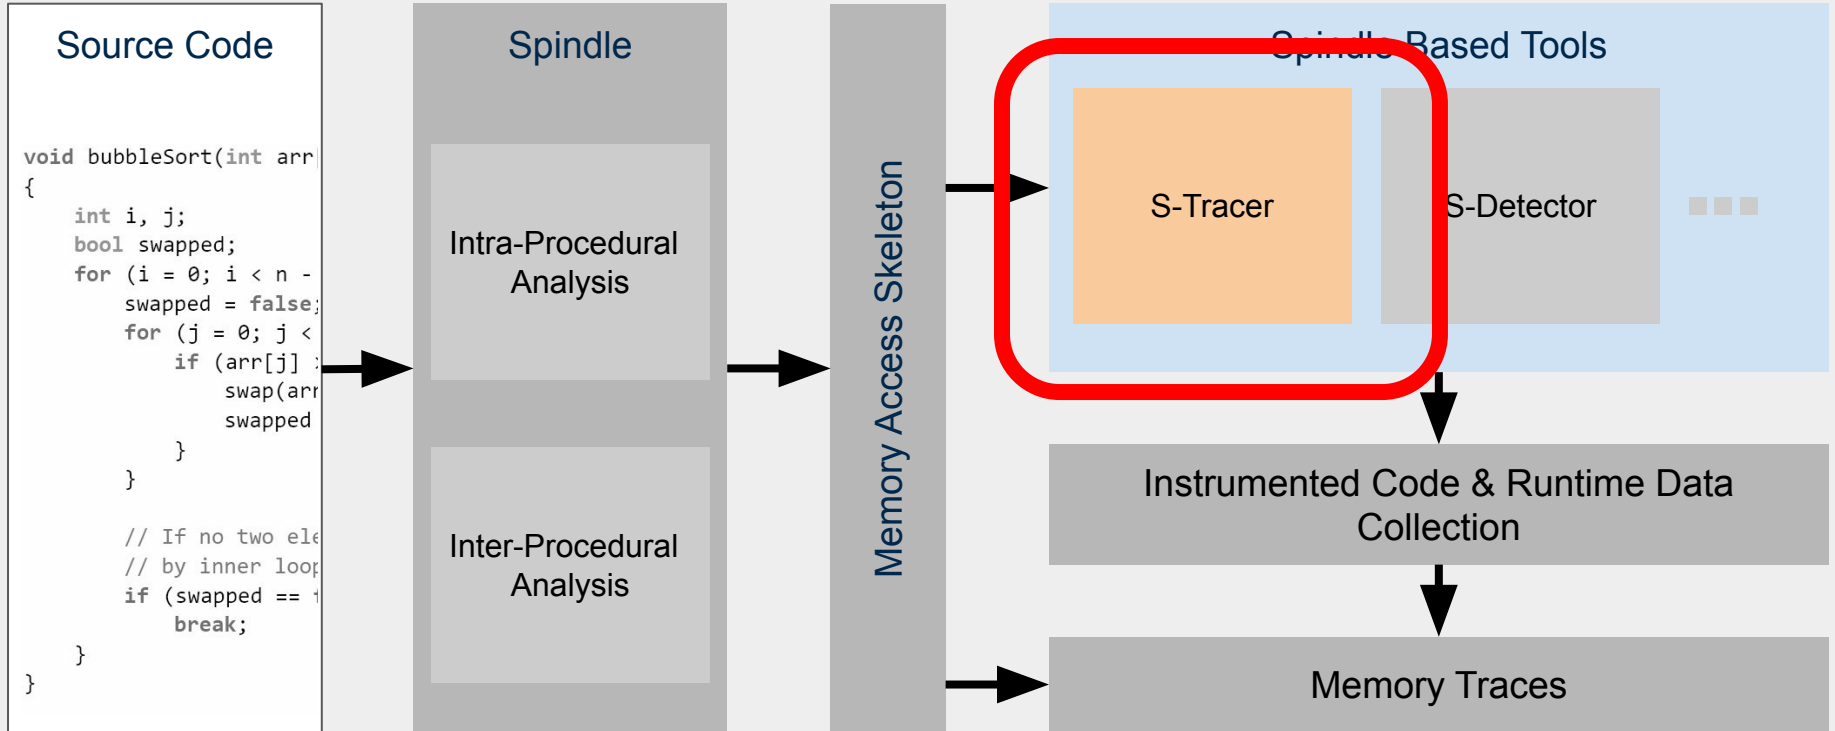 Source Code
void bubbleSort(int arr
{
int i, j;
bool swapped;
for (i = 0; i < n -
swapped = false;
for (j = 0; j <
if (arr[j]
swap(arr
swapped
}
}
// If no two ele
// by inner loop
if (swapped ==
break;
}
}
Spindle
Intra-Procedural
Analysis
Inter-Procedural
Analysis
Memory Access Skeleton
Spindle Based Tools
S-Tracer
S-Detector
Instrumented Code & Runtime Data
Collection
Memory Traces